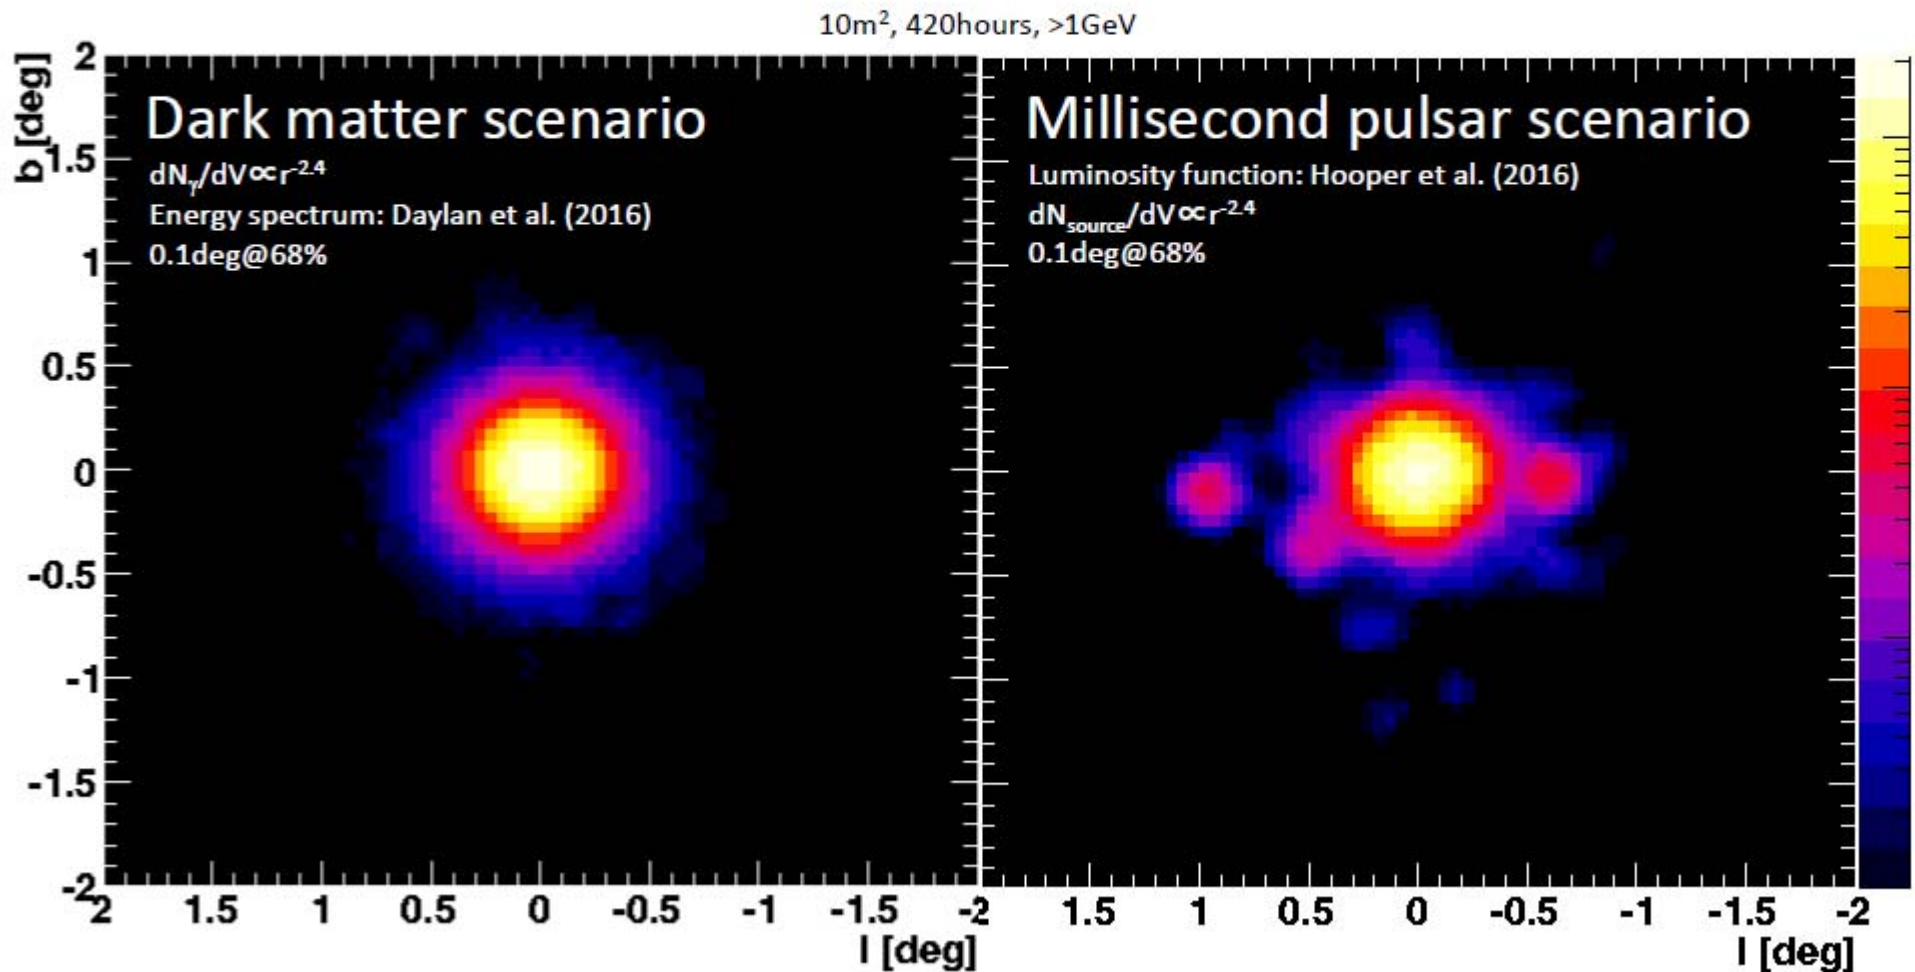 10m², 420hours, >1GeV
Dark matter scenario
dNγ/dV∝r⁻²·⁴
Energy spectrum: Daylan et al. (2016)
0.1deg@68%
Millisecond pulsar scenario
Luminosity function: Hooper et al. (2016)
dNsource/dV∝r⁻²·⁴
0.1deg@68%
b [deg]
2
1.5
1
0.5
0
-0.5
-1
-1.5
-2
2 1.5 1 0.5 0 -0.5 -1 -1.5 -2
l [deg]
1.5 1 0.5 0 -0.5 -1 -1.5 -2
l [deg]